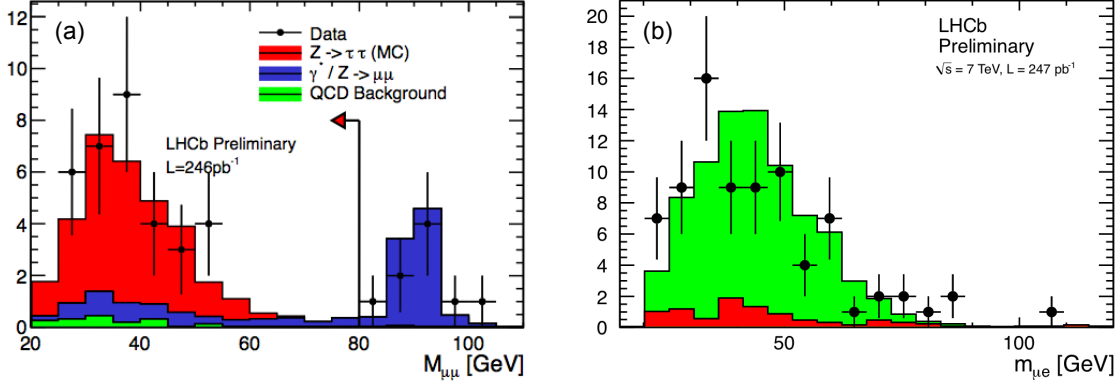 (a)
Data
Z -> τ τ (MC)
γ* / Z -> μμ
QCD Background
LHCb Preliminary
L=246pb-1
12
10
8
6
4
2
0
20 40 60 80 100
Mμμ [GeV]
(b)
LHCb
Preliminary
√s = 7 TeV, L = 247 pb-1
20
18
16
14
12
10
8
6
4
2
0
50 100
mμe [GeV]